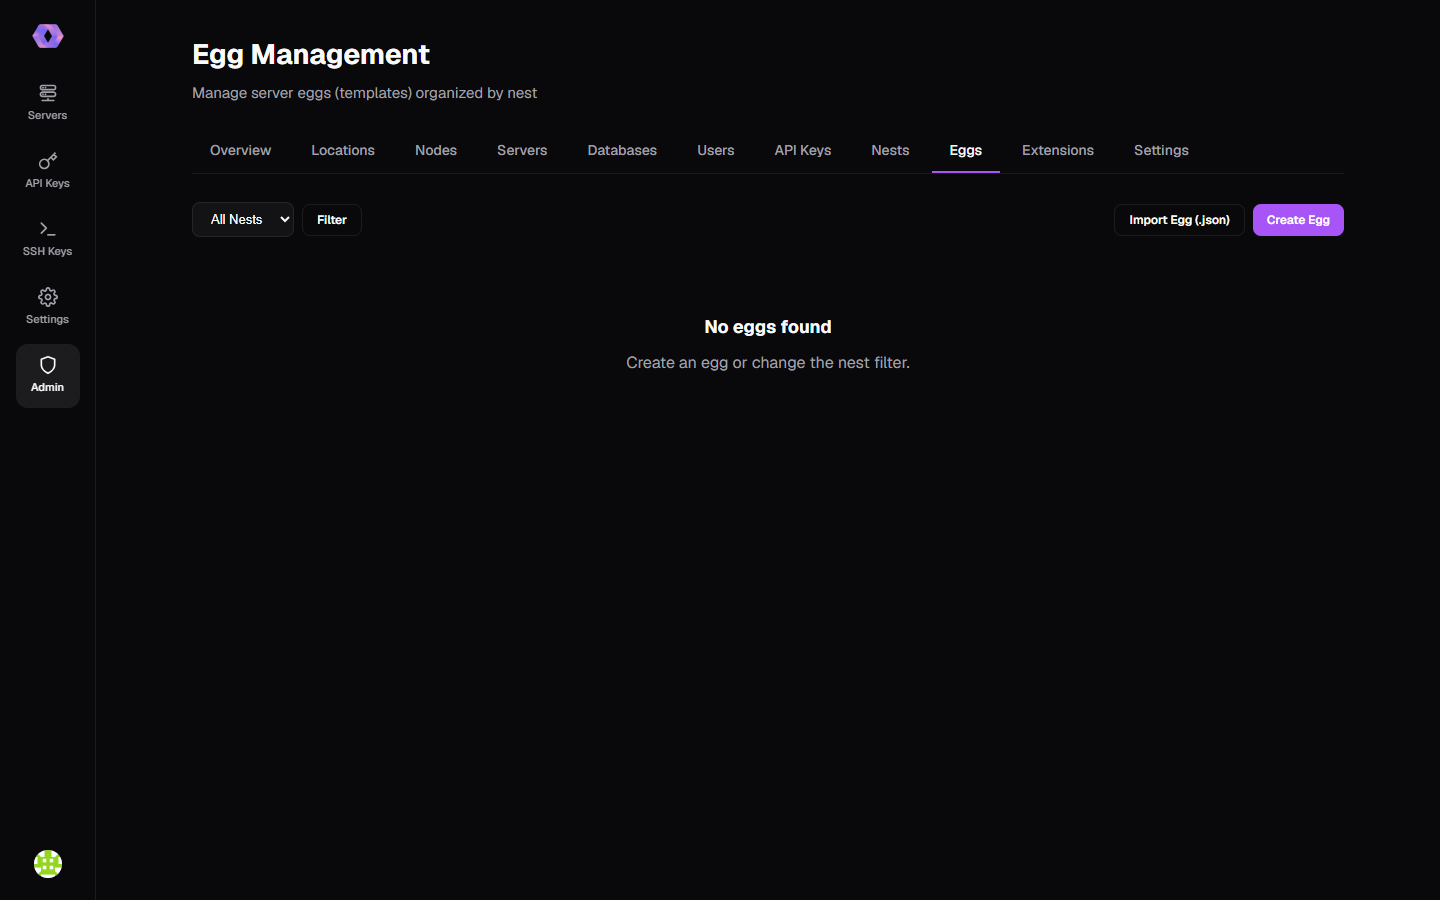 Servers
API Keys
SSH Keys
Settings
Admin
Egg Management
Manage server eggs (templates) organized by nest
Overview Locations Nodes Servers Databases Users API Keys Nests Eggs Extensions Settings
All Nests Filter Import Egg (.json) Create Egg
No eggs found
Create an egg or change the nest filter.